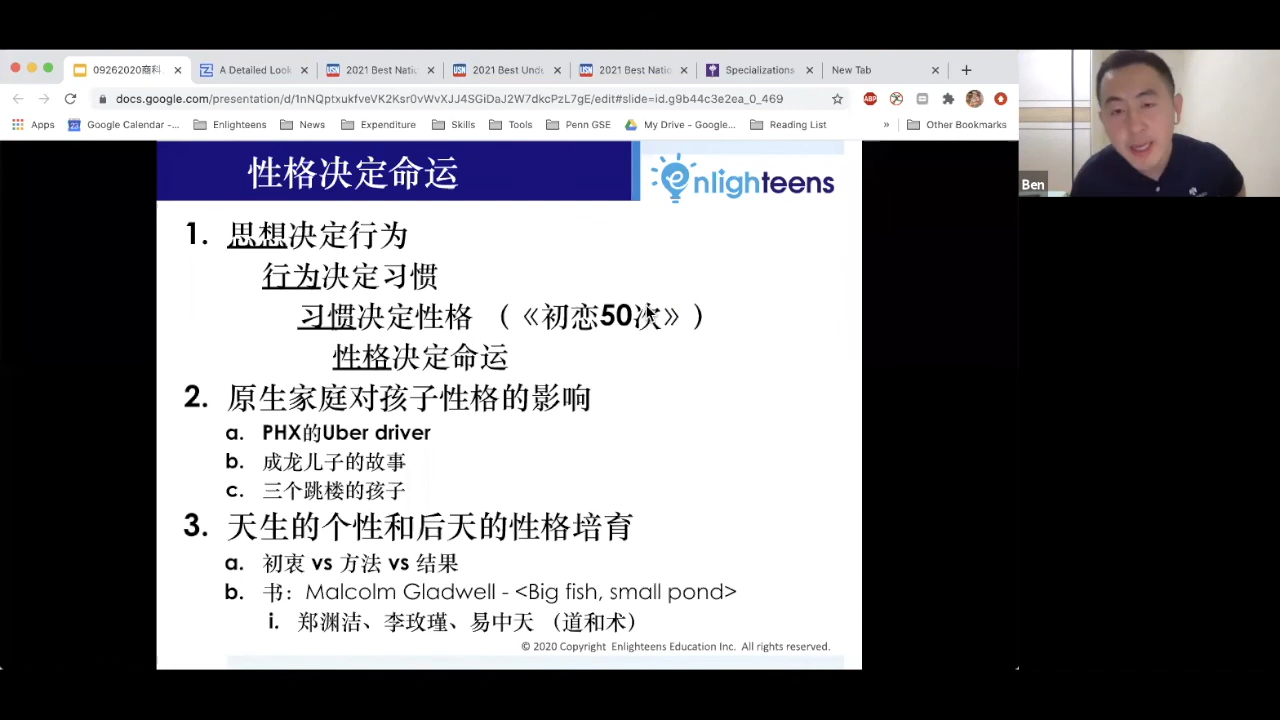 09262020商科
A Detailed Look
2021 Best Natio
2021 Best Unde
2021 Best Natio
Specializations
New Tab
docs.google.com/presentation/d/1nNQptxukfveVK2Ksr0vWvXJJ4SGiDaJ2W7dkcPzL7gE/edit#slide=id.g9b44c3e2ea_0_469
ABP
Apps
23 Google Calendar -...
Enlighteens
News
Expenditure
Skills
Tools
Penn GSE
My Drive - Google...
Reading List
»
Other Bookmarks
Ben
性格决定命运
enlighteens
1. 思想决定行为
行为决定习惯
习惯决定性格 （《初恋50次》）
性格决定命运
2. 原生家庭对孩子性格的影响
a. PHX的Uber driver
b. 成龙儿子的故事
c. 三个跳楼的孩子
3. 天生的个性和后天的性格培育
a. 初衷 vs 方法 vs 结果
b. 书：Malcolm Gladwell - <Big fish, small pond>
i. 郑渊洁、李玫瑾、易中天 （道和术）
© 2020 Copyright Enlighteens Education Inc. All rights reserved.